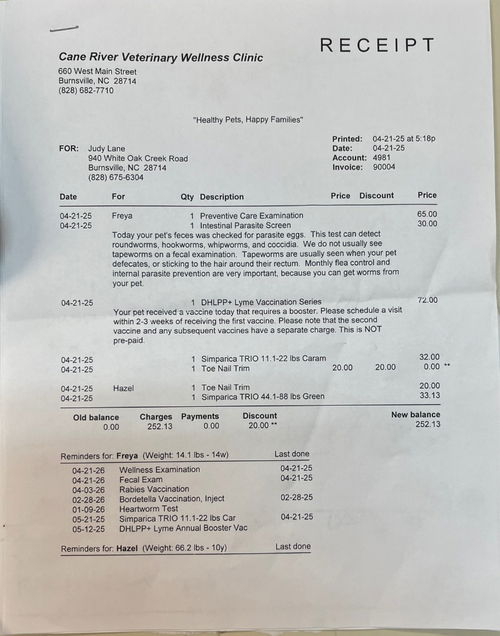 RECEIPT
Cane River Veterinary Wellness Clinic
660 West Main Street
Burnsville, NC 28714
(828) 682-7710
"Healthy Pets, Happy Families"
Printed: 04-21-25 at 5:18p
FOR: Judy Lane Date: 04-21-25
940 White Oak Creek Road Account: 4981
Burnsville, NC 28714 Invoice: 90004
(828) 675-6304
Date For Qty Description Price Discount Price
04-21-25 Freya 1 Preventive Care Examination 65.00
04-21-25 1 Intestinal Parasite Screen 30.00
Today your pet's feces was checked for parasite eggs. This test can detect
roundworms, hookworms, whipworms, and coccidia. We do not usually see
tapeworms on a fecal examination. Tapeworms are usually seen when your pet
defecates, or sticking to the hair around their rectum. Monthly flea control and
internal parasite prevention are very important, because you can get worms from
your pet.
04-21-25 1 DHLPP+ Lyme Vaccination Series 72.00
Your pet received a vaccine today that requires a booster. Please schedule a visit
within 2-3 weeks of receiving the first vaccine. Please note that the second
vaccine and any subsequent vaccines have a separate charge. This is NOT
pre-paid.
04-21-25 1 Simparica TRIO 11.1-22 lbs Caram 32.00
04-21-25 1 Toe Nail Trim 20.00 20.00 0.00 **
04-21-25 Hazel 1 Toe Nail Trim 20.00
04-21-25 1 Simparica TRIO 44.1-88 lbs Green 33.13
Old balance Charges Payments Discount New balance
0.00 252.13 0.00 20.00 ** 252.13
Reminders for: Freya (Weight: 14.1 lbs - 14w) Last done
04-21-26 Wellness Examination 04-21-25
04-21-26 Fecal Exam 04-21-25
04-03-26 Rabies Vaccination
02-28-26 Bordetella Vaccination, Inject 02-28-25
01-09-26 Heartworm Test
05-21-25 Simparica TRIO 11.1-22 lbs Car 04-21-25
05-12-25 DHLPP+ Lyme Annual Booster Vac
Reminders for: Hazel (Weight: 66.2 lbs - 10y) Last done